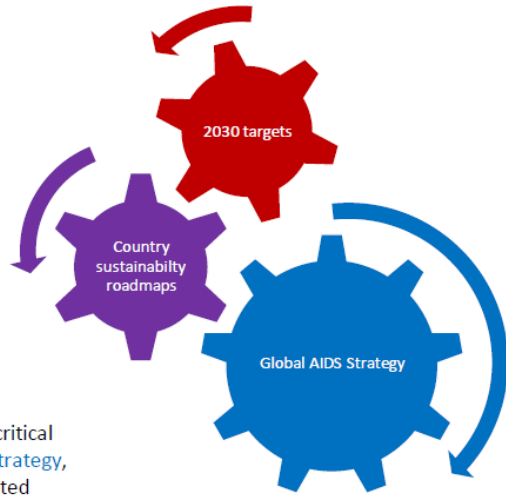 2030 targets
Country
sustainabilty
roadmaps
Global AIDS Strategy
critical
trategy,
ted